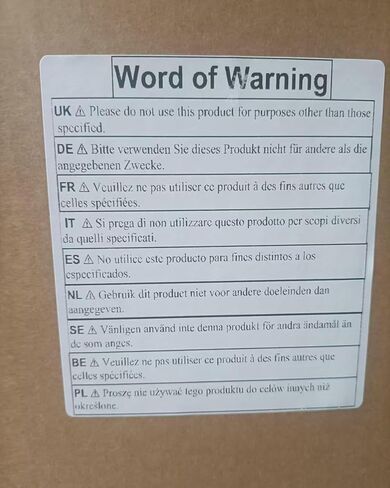 Word of Warning
UK ⚠ Please do not use this product for purposes other than those
specified.
DE ⚠ Bitte verwenden Sie dieses Produkt nicht für andere als die
angegebenen Zwecke.
FR ⚠ Veuillez ne pas utiliser ce produit à des fins autres que
celles spécifiées.
IT ⚠ Si prega di non utilizzare questo prodotto per scopi diversi
da quelli specificati.
ES ⚠ No utilice este producto para fines distintos a los
especificados.
NL ⚠ Gebruik dit product niet voor andere doeleinden dan
aangegeven.
SE ⚠ Vänligen använd inte denna produkt för andra ändamål än
de som anges.
BE ⚠ Veuillez ne pas utiliser ce produit à des fins autres que
celles spécifiées.
PL ⚠ Proszę nie używać tego produktu do celów innych niż
określone.